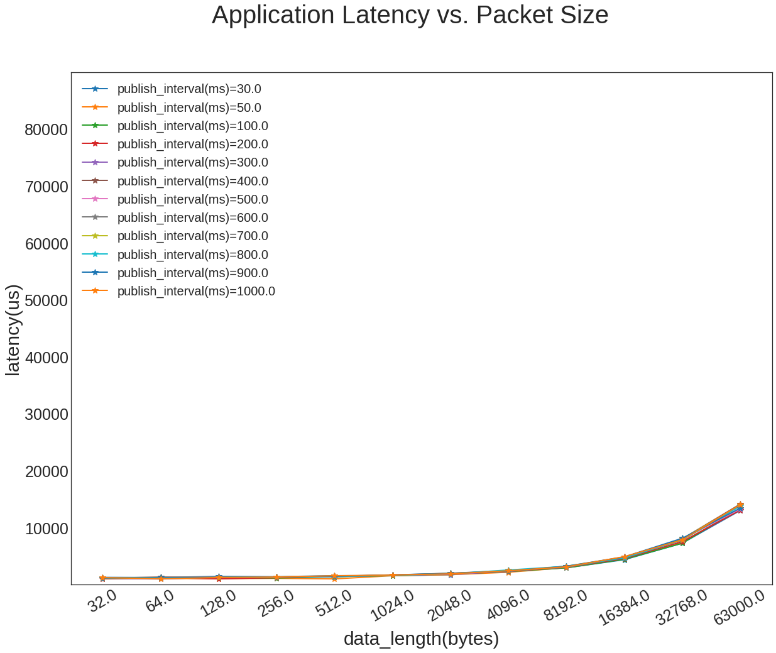 Application Latency vs. Packet Size
publish_interval(ms)=30.0
publish_interval(ms)=50.0
publish_interval(ms)=100.0
publish_interval(ms)=200.0
publish_interval(ms)=300.0
publish_interval(ms)=400.0
publish_interval(ms)=500.0
publish_interval(ms)=600.0
publish_interval(ms)=700.0
publish_interval(ms)=800.0
publish_interval(ms)=900.0
publish_interval(ms)=1000.0
80000
70000
60000
50000
40000
30000
20000
10000
latency(us)
32.0 64.0 128.0 256.0 512.0 1024.0 2048.0 4096.0 8192.0 16384.0 32768.0 63000.0
data_length(bytes)